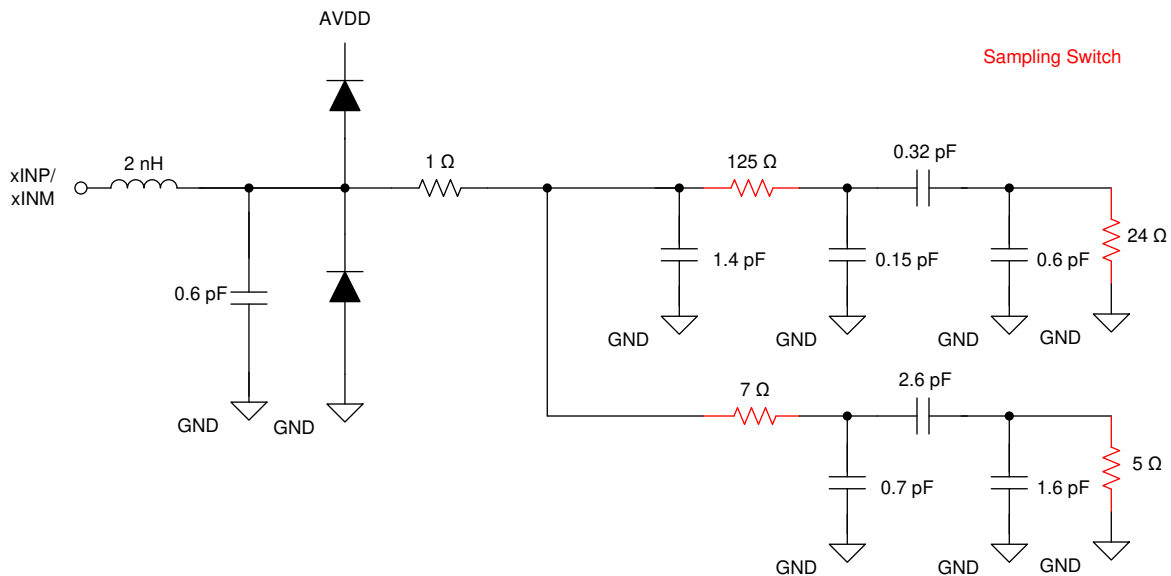 AVDD
Sampling Switch
xINP/
xINM
2 nH
1 Ω
125 Ω
0.32 pF
0.6 pF
1.4 pF
0.15 pF
0.6 pF
24 Ω
GND
GND
GND
GND
GND
GND
7 Ω
2.6 pF
0.7 pF
1.6 pF
5 Ω
GND
GND
GND